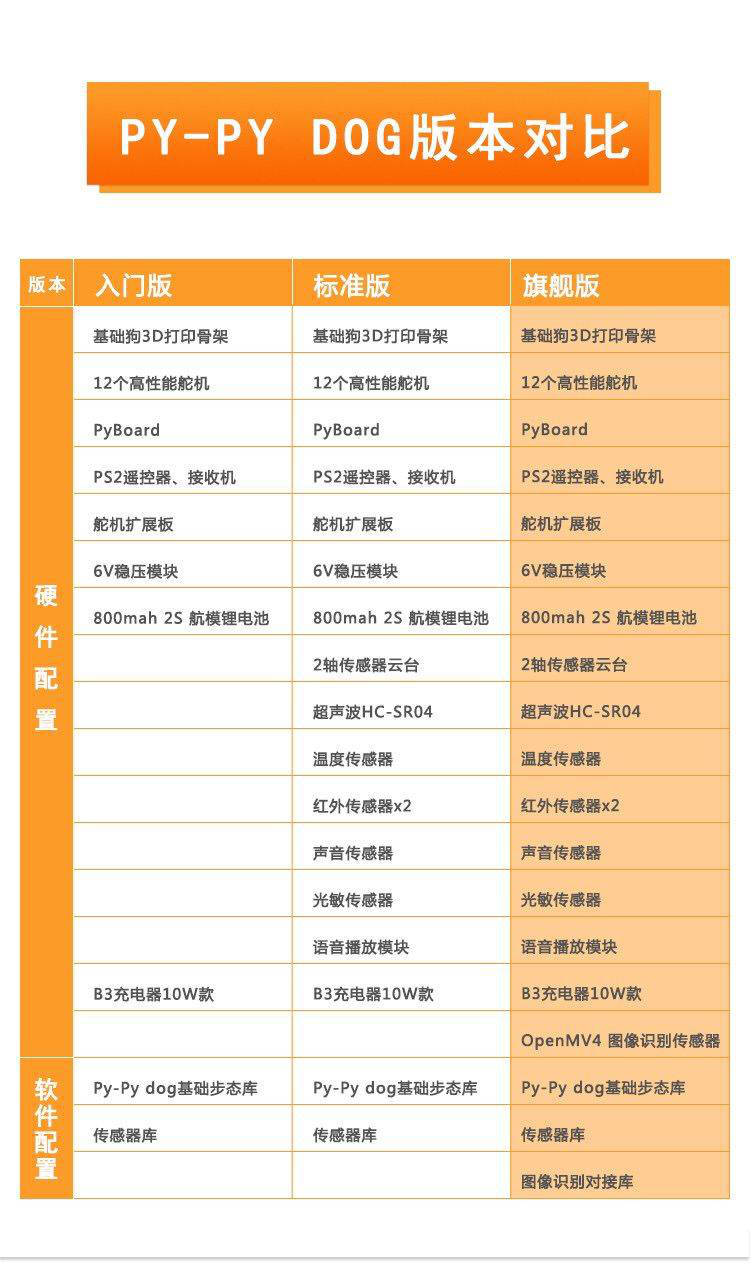 PY-PY DOG版本对比
版本 入门版 标准版 旗舰版
硬件配置
基础狗3D打印骨架 基础狗3D打印骨架 基础狗3D打印骨架
12个高性能舵机 12个高性能舵机 12个高性能舵机
PyBoard PyBoard PyBoard
PS2遥控器、接收机 PS2遥控器、接收机 PS2遥控器、接收机
舵机扩展板 舵机扩展板 舵机扩展板
6V稳压模块 6V稳压模块 6V稳压模块
800mah 2S 航模锂电池 800mah 2S 航模锂电池 800mah 2S 航模锂电池
2轴传感器云台 2轴传感器云台
超声波HC-SR04 超声波HC-SR04
温度传感器 温度传感器
红外传感器x2 红外传感器x2
声音传感器 声音传感器
光敏传感器 光敏传感器
语音播放模块 语音播放模块
B3充电器10W款 B3充电器10W款 B3充电器10W款
OpenMV4 图像识别传感器
软件配置
Py-Py dog基础步态库 Py-Py dog基础步态库 Py-Py dog基础步态库
传感器库 传感器库 传感器库
图像识别对接库